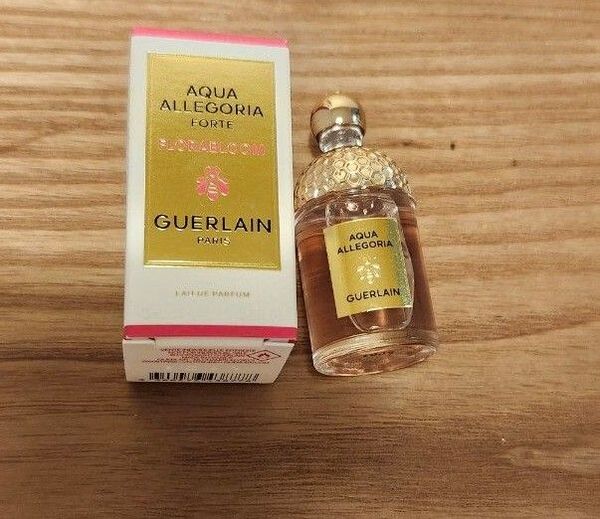 AQUA
ALLEGORIA
FORTE
FLORABLOOM
GUERLAIN
PARIS
EAU DE PARFUM
AQUA
ALLEGORIA
GUERLAIN